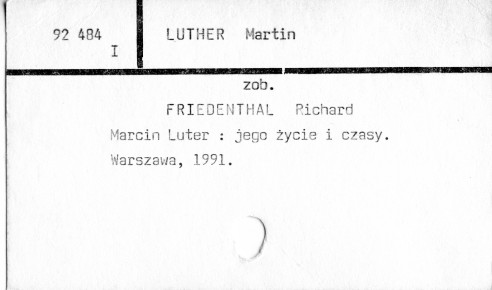 92 484 LUTHER Martin
I
zob.
FRIEDENTHAL Richard
Marcin Luter : jego życie i czasy.
Warszawa, 1991.